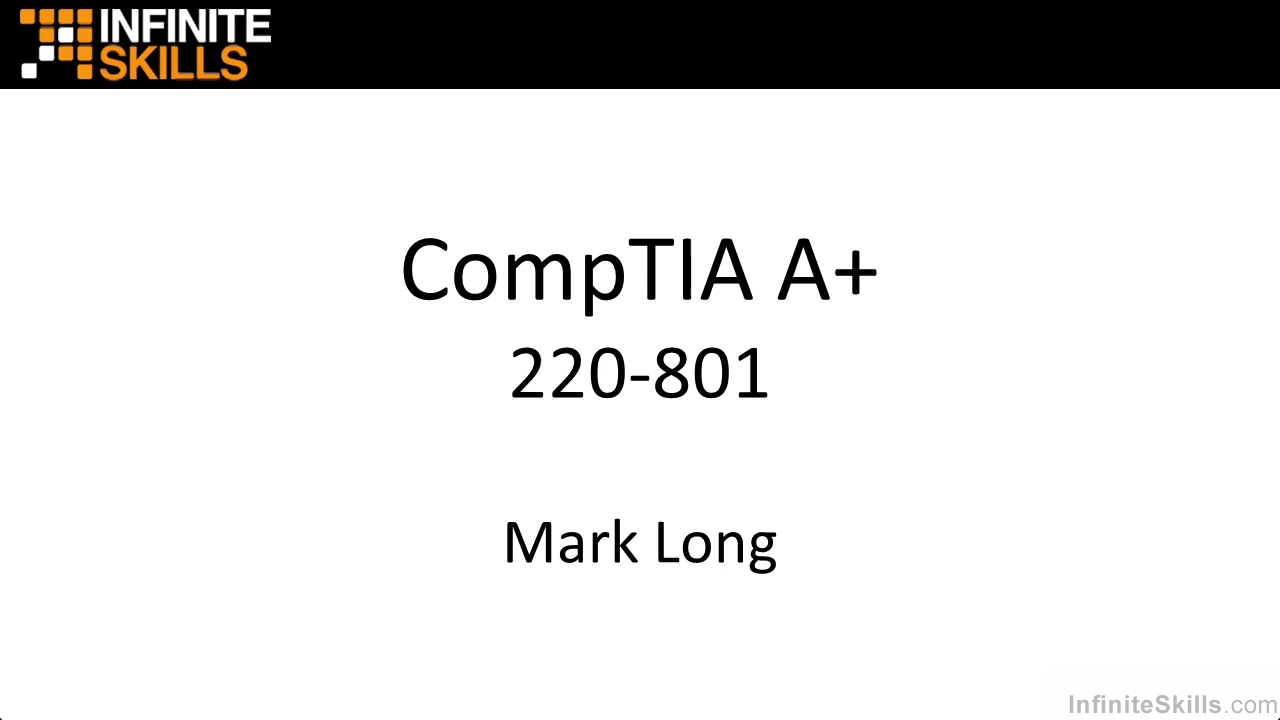 INFINITE
SKILLS
CompTIA A+
220-801
Mark Long
InfiniteSkills.com